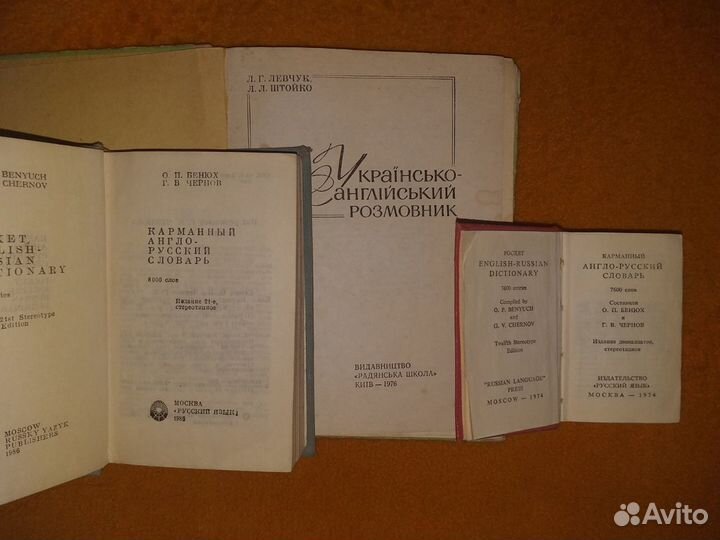 Л. Г. ЛЕВЧУК,
Л. Л. ШТОЙКО
Українсько-
англійський
розмовник
ВИДАВНИЦТВО
«РАДЯНСЬКА ШКОЛА»
КИЇВ — 1976
BENYUCH
CHERNOV
KET
ENGLISH-
SSIAN
CTIONARY
21st Stereotype
Edition
MOSCOW
RUSSKY YAZYK
PUBLISHERS
1986
О. П. БЕНЮХ
Г. В. ЧЕРНОВ
КАРМАННЫЙ
АНГЛО-
РУССКИЙ
СЛОВАРЬ
8000 слов
Издание 21-е,
стереотипное
МОСКВА
«РУССКИЙ ЯЗЫК»
1986
POCKET
ENGLISH-RUSSIAN
DICTIONARY
7600 entries
Compiled by
O. P. BENYUCH
and
G. V. CHERNOV
Twelfth Stereotype
Edition
"RUSSIAN LANGUAGE"
PRESS
MOSCOW — 1974
КАРМАННЫЙ
АНГЛО-РУССКИЙ
СЛОВАРЬ
7600 слов
Составили
О. П. БЕНЮХ
и
Г. В. ЧЕРНОВ
Издание двенадцатое,
стереотипное
ИЗДАТЕЛЬСТВО
«РУССКИЙ ЯЗЫК»
МОСКВА — 1974
Avito